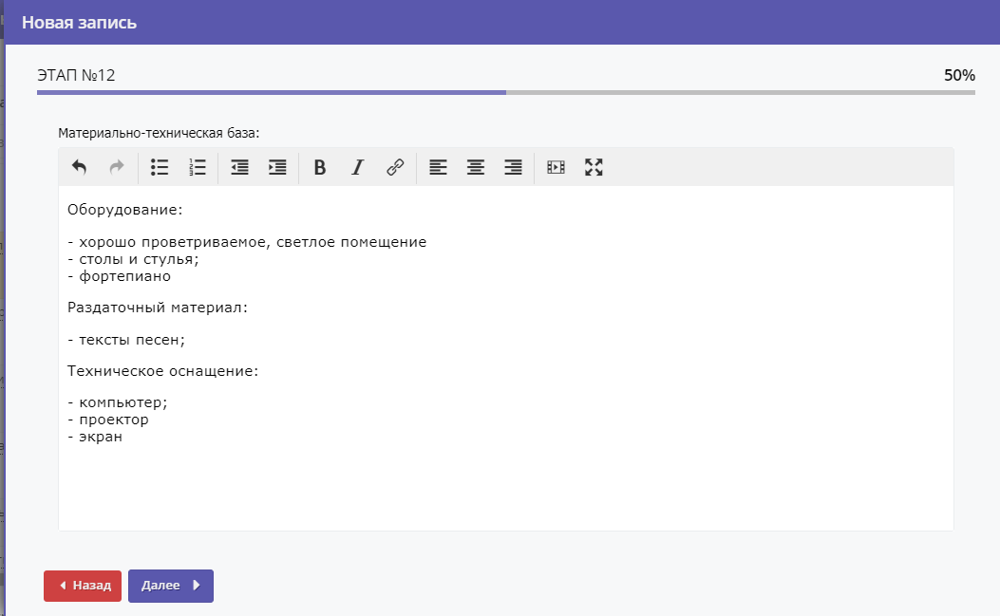 Новая запись
ЭТАП №12
50%
Материально-техническая база:
Оборудование:
- хорошо проветриваемое, светлое помещение
- столы и стулья;
- фортепиано
Раздаточный материал:
- тексты песен;
Техническое оснащение:
- компьютер;
- проектор
- экран
Назад
Далее